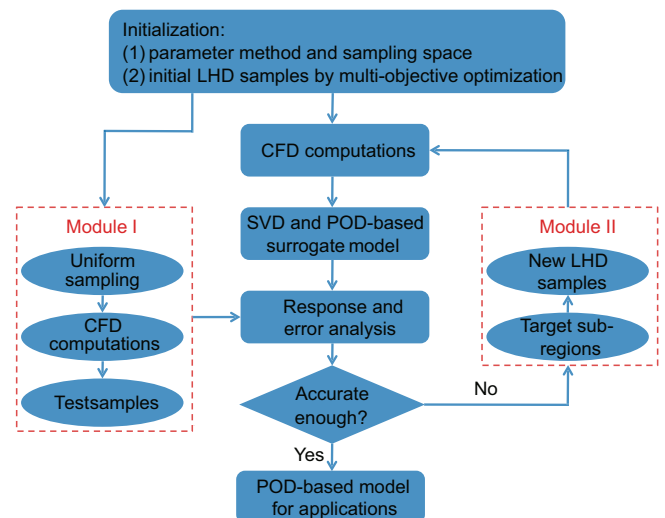 Initialization:
(1) parameter method and sampling space
(2) initial LHD samples by multi-objective optimization
CFD computations
Module I
Uniform
sampling
CFD
computations
Testsamples
SVD and POD-based
surrogate model
Response and
error analysis
Module II
New LHD
samples
Target sub-
regions
Accurate
enough?
No
Yes
POD-based model
for applications